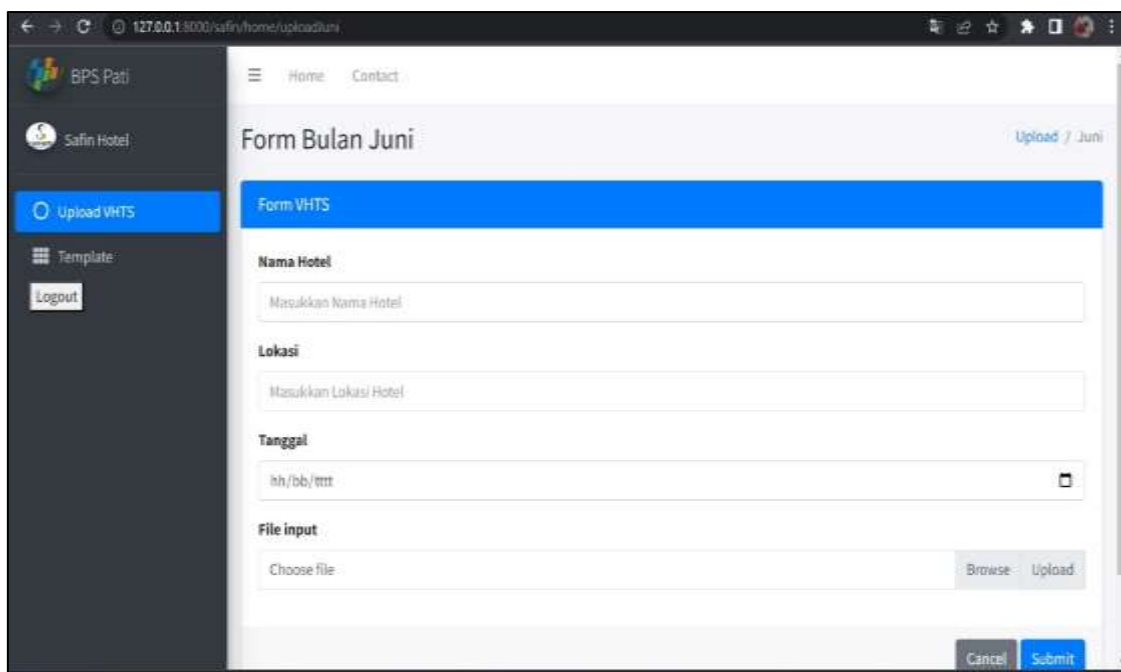 127.0.0.1:8000/safin/home/uploadJuni
BPS Pati
Home Contact
Safin Hotel
Form Bulan Juni
Upload / Juni
Upload VHTS
Form VHTS
Template
Logout
Nama Hotel
Masukkan Nama Hotel
Lokasi
Masukkan Lokasi Hotel
Tanggal
hh/bb/tttt
File input
Choose file Browse Upload
Cancel Submit